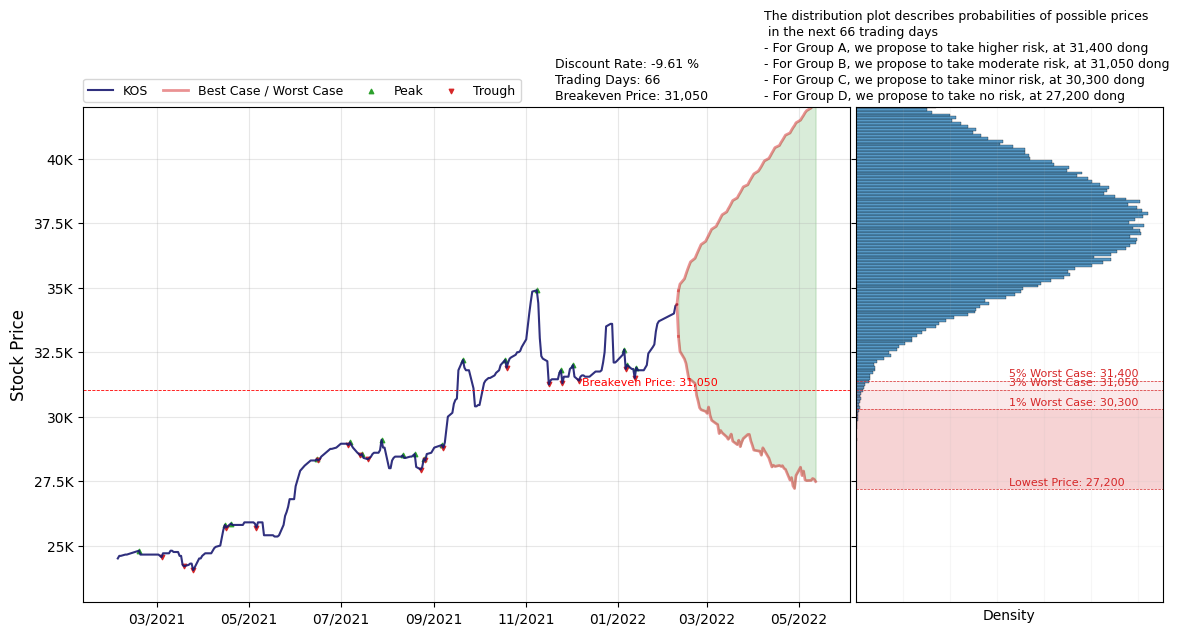 The distribution plot describes probabilities of possible prices
in the next 66 trading days
- For Group A, we propose to take higher risk, at 31,400 dong
- For Group B, we propose to take moderate risk, at 31,050 dong
- For Group C, we propose to take minor risk, at 30,300 dong
- For Group D, we propose to take no risk, at 27,200 dong
Discount Rate: -9.61 %
Trading Days: 66
Breakeven Price: 31,050
KOS
Best Case / Worst Case
Peak
Trough
Stock Price
40K
37.5K
35K
32.5K
30K
27.5K
25K
Breakeven Price: 31,050
03/2021
05/2021
07/2021
09/2021
11/2021
01/2022
03/2022
05/2022
5% Worst Case: 31,400
3% Worst Case: 31,050
1% Worst Case: 30,300
Lowest Price: 27,200
Density